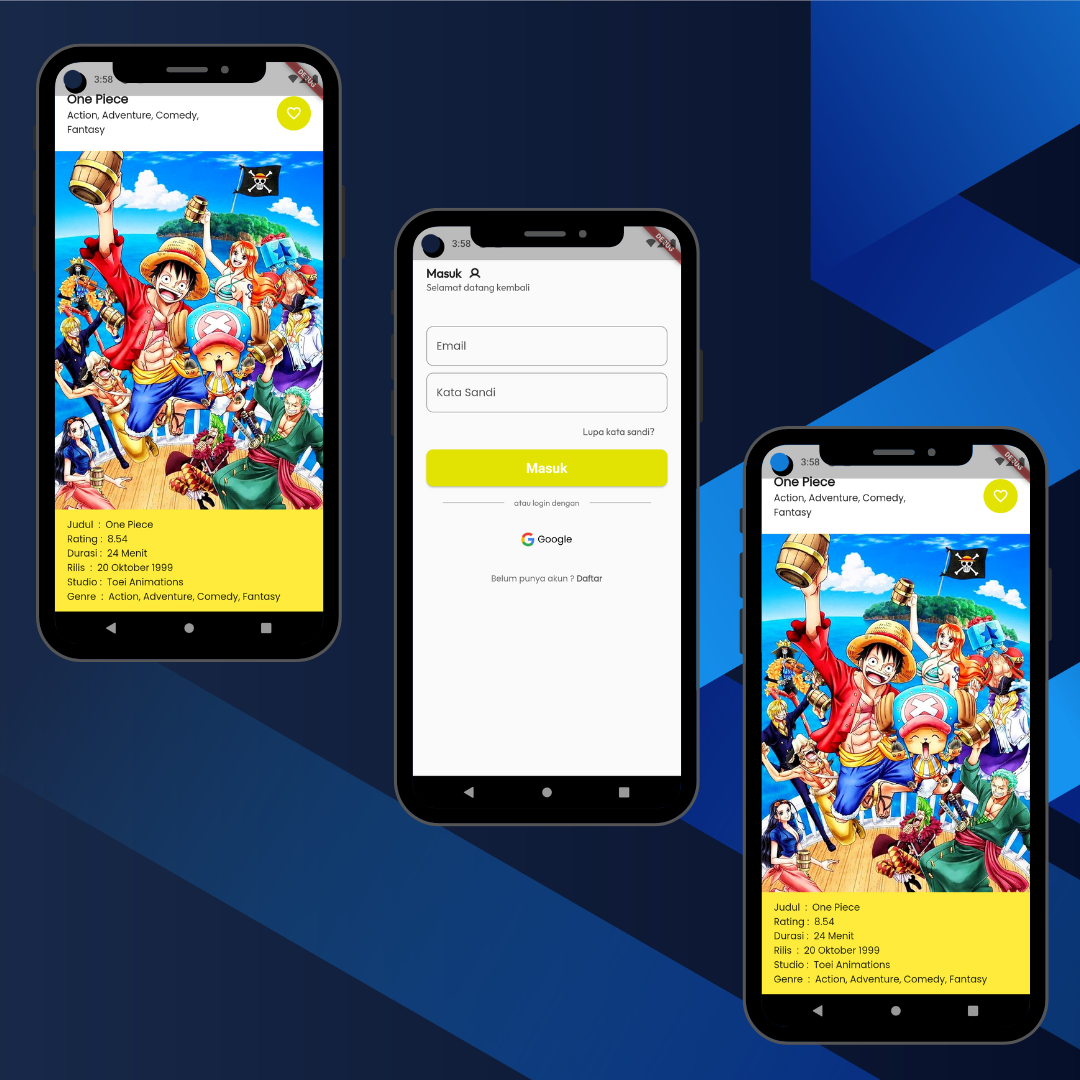 3:58
DEBUG
One Piece
Action, Adventure, Comedy,
Fantasy
Judul : One Piece
Rating : 8.54
Durasi : 24 Menit
Rilis : 20 Oktober 1999
Studio : Toei Animations
Genre : Action, Adventure, Comedy, Fantasy
3:58
DEBUG
Masuk
Selamat datang kembali
Email
Kata Sandi
Lupa kata sandi?
Masuk
atau login dengan
Google
Belum punya akun ? Daftar
3:58
DEBUG
One Piece
Action, Adventure, Comedy,
Fantasy
Judul : One Piece
Rating : 8.54
Durasi : 24 Menit
Rilis : 20 Oktober 1999
Studio : Toei Animations
Genre : Action, Adventure, Comedy, Fantasy